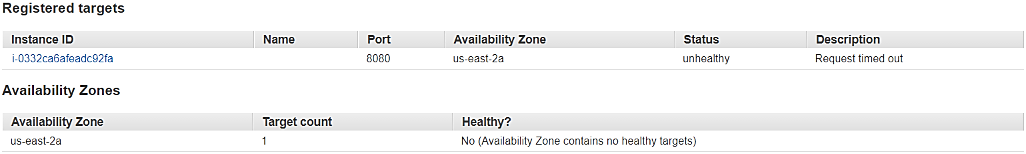 Registered targets
Instance ID Name Port Availability Zone Status Description
i-0332ca6afeadc92fa 8080 us-east-2a unhealthy Request timed out
Availability Zones
Availability Zone Target count Healthy?
us-east-2a 1 No (Availability Zone contains no healthy targets)